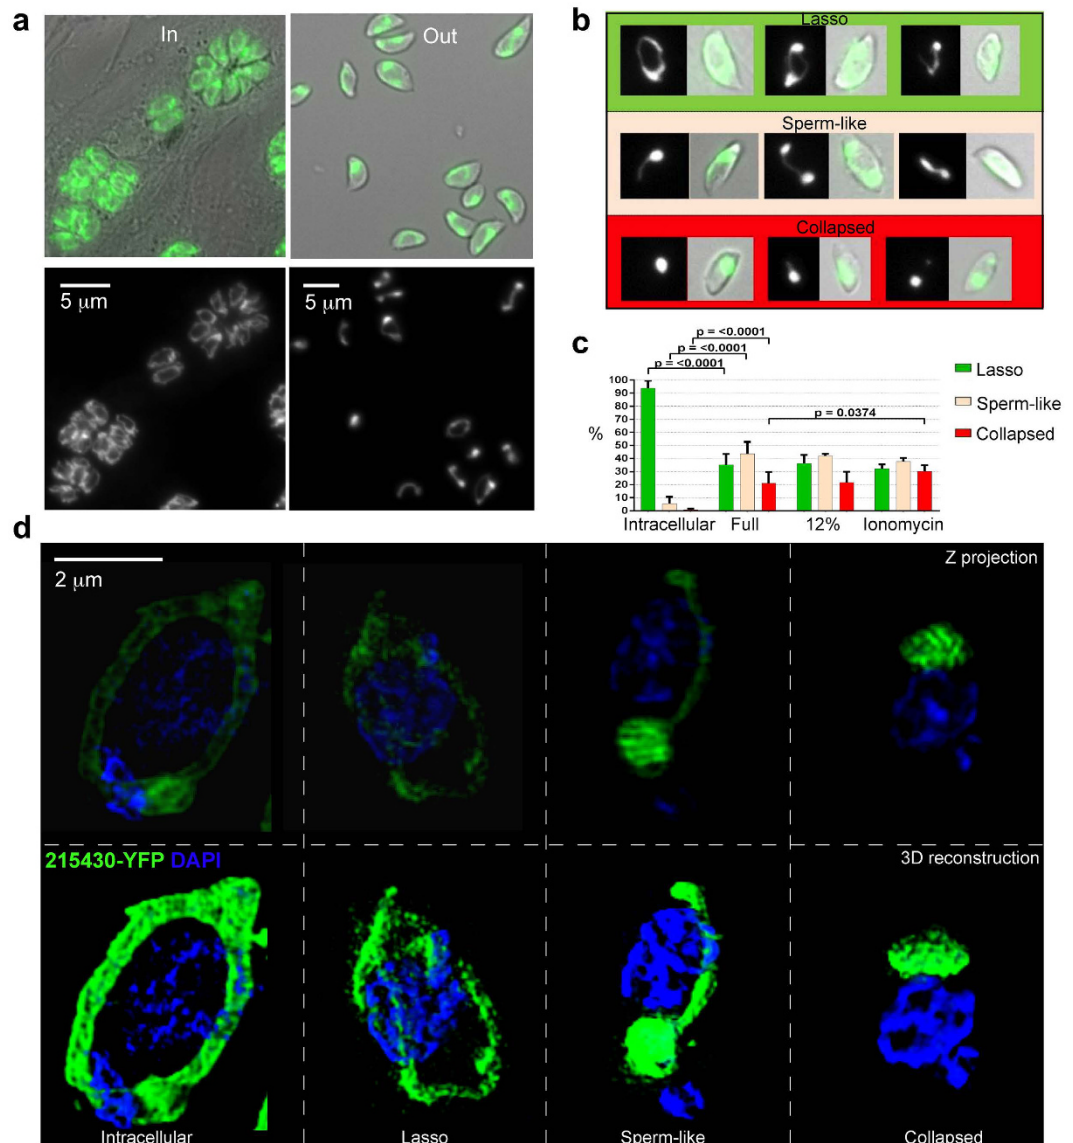 a
In
Out
5 μm
5 μm
b
Lasso
Sperm-like
Collapsed
c
p = <0.0001
p = <0.0001
p = <0.0001
p = 0.0374
%
100
90
80
70
60
50
40
30
20
10
0
Intracellular Full 12% Ionomycin
Lasso
Sperm-like
Collapsed
d
2 μm
Z projection
215430-YFP DAPI
3D reconstruction
Intracellular Lasso Sperm-like Collapsed